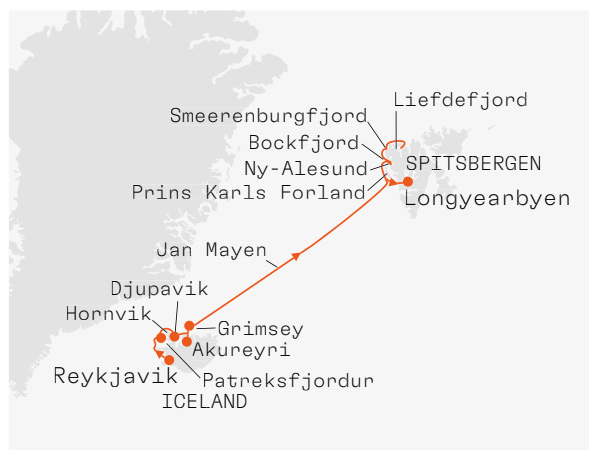 Liefdefjord
Smeerenburgfjord
Bockfjord
Ny-Alesund
SPITSBERGEN
Prins Karls Forland
Longyearbyen
Jan Mayen
Djupavik
Hornvik
Grimsey
Akureyri
Reykjavik
Patreksfjordur
ICELAND